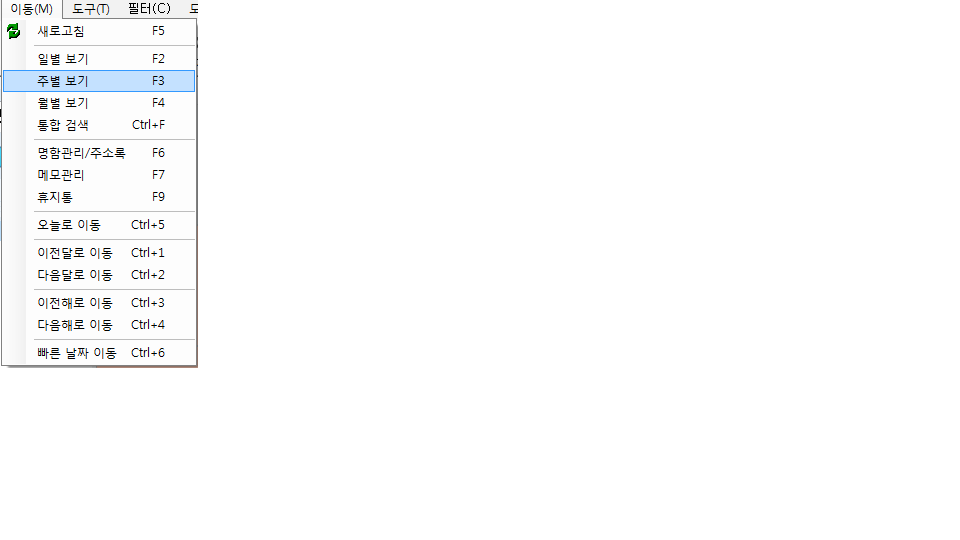 이동(M) 도구(T) 필터(C)
새로고침 F5
일별 보기 F2
주별 보기 F3
월별 보기 F4
통합 검색 Ctrl+F
명함관리/주소록 F6
메모관리 F7
휴지통 F9
오늘로 이동 Ctrl+5
이전달로 이동 Ctrl+1
다음달로 이동 Ctrl+2
이전해로 이동 Ctrl+3
다음해로 이동 Ctrl+4
빠른 날짜 이동 Ctrl+6